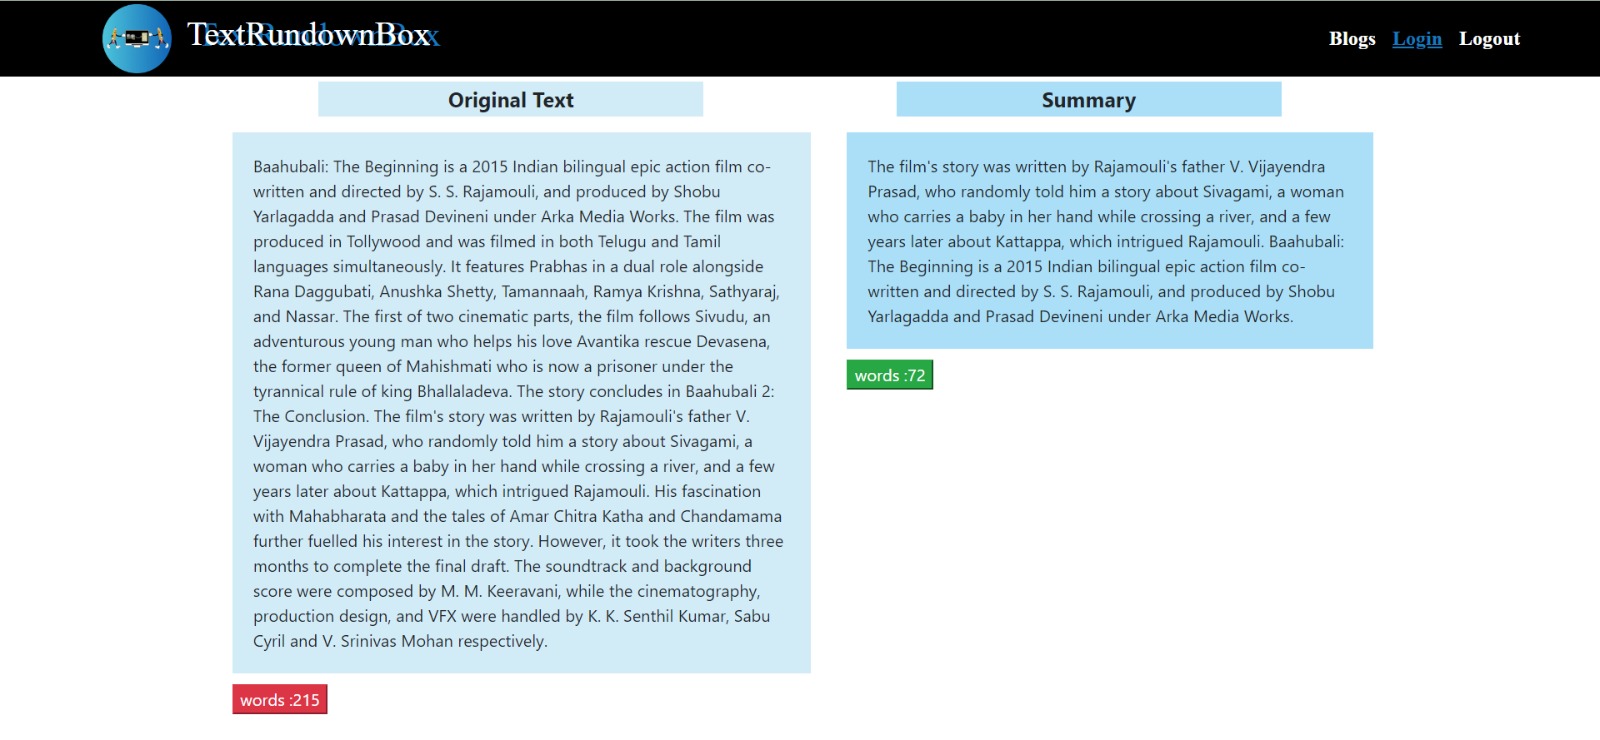 TextRundownBox
Blogs Login Logout
Original Text
Baahubali: The Beginning is a 2015 Indian bilingual epic action film co-
written and directed by S. S. Rajamouli, and produced by Shobu
Yarlagadda and Prasad Devineni under Arka Media Works. The film was
produced in Tollywood and was filmed in both Telugu and Tamil
languages simultaneously. It features Prabhas in a dual role alongside
Rana Daggubati, Anushka Shetty, Tamannaah, Ramya Krishna, Sathyaraj,
and Nassar. The first of two cinematic parts, the film follows Sivudu, an
adventurous young man who helps his love Avantika rescue Devasena,
the former queen of Mahishmati who is now a prisoner under the
tyrannical rule of king Bhallaladeva. The story concludes in Baahubali 2:
The Conclusion. The film's story was written by Rajamouli's father V.
Vijayendra Prasad, who randomly told him a story about Sivagami, a
woman who carries a baby in her hand while crossing a river, and a few
years later about Kattappa, which intrigued Rajamouli. His fascination
with Mahabharata and the tales of Amar Chitra Katha and Chandamama
further fuelled his interest in the story. However, it took the writers three
months to complete the final draft. The soundtrack and background
score were composed by M. M. Keeravani, while the cinematography,
production design, and VFX were handled by K. K. Senthil Kumar, Sabu
Cyril and V. Srinivas Mohan respectively.
words :215
Summary
The film's story was written by Rajamouli's father V. Vijayendra
Prasad, who randomly told him a story about Sivagami, a woman
who carries a baby in her hand while crossing a river, and a few
years later about Kattappa, which intrigued Rajamouli. Baahubali:
The Beginning is a 2015 Indian bilingual epic action film co-
written and directed by S. S. Rajamouli, and produced by Shobu
Yarlagadda and Prasad Devineni under Arka Media Works.
words :72